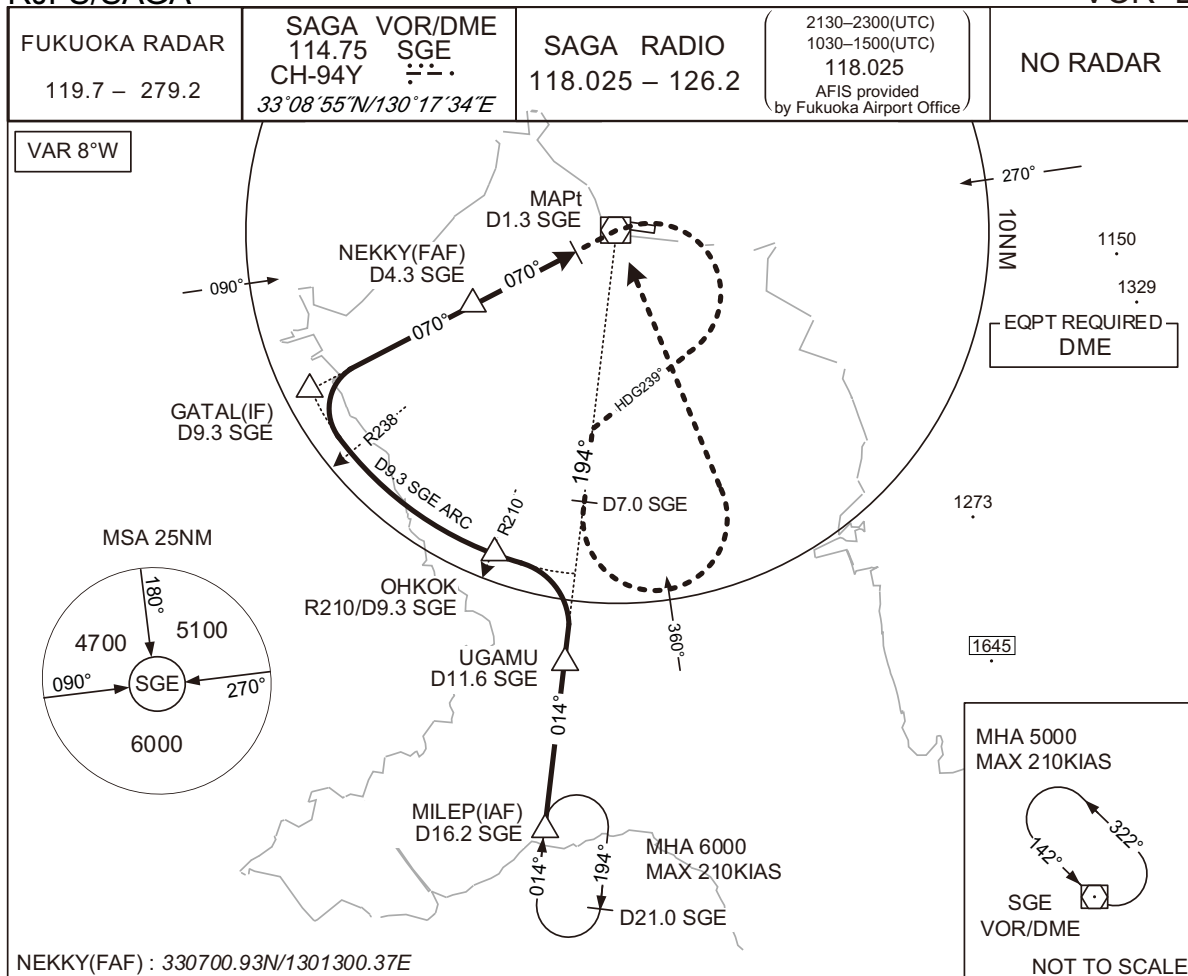 FUKUOKA RADAR
119.7 – 279.2
SAGA VOR/DME
114.75 SGE
CH-94Y
33°08´55˝N/130°17´34˝E
SAGA RADIO
118.025 – 126.2
2130–2300(UTC)
1030–1500(UTC)
118.025
AFIS provided
by Fukuoka Airport Office
NO RADAR
VAR 8°W
270°
MAPt
D1.3 SGE
10NM
1150
NEKKY(FAF)
D4.3 SGE
070°
090°
1329
070°
EQPT REQUIRED
DME
HDG239°
GATAL(IF)
D9.3 SGE
R238
D9.3 SGE ARC
194°
R210
D7.0 SGE
1273
MSA 25NM
OHKOK
R210/D9.3 SGE
180°
4700
5100
360°
1645
UGAMU
D11.6 SGE
090°
SGE
270°
014°
6000
MHA 5000
MAX 210KIAS
MILEP(IAF)
D16.2 SGE
MHA 6000
MAX 210KIAS
014°
194°
D21.0 SGE
322°
142°
SGE
VOR/DME
NEKKY(FAF) : 330700.93N/1301300.37E
NOT TO SCALE